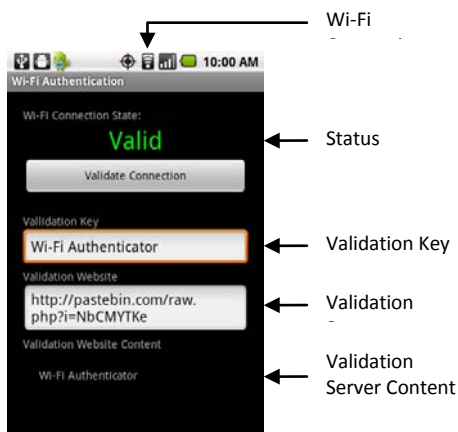 Wi-Fi
10:00 AM
Wi-Fi Authentication
Wi-Fi Connection State:
Valid
Status
Validate Connection
Vallidation Key
Wi-Fi Authenticator
Validation Key
Validation Website
http://pastebin.com/raw.
php?i=NbCMYTKe
Validation
Validation Website Content
Wi-Fi Authenticator
Validation
Server Content